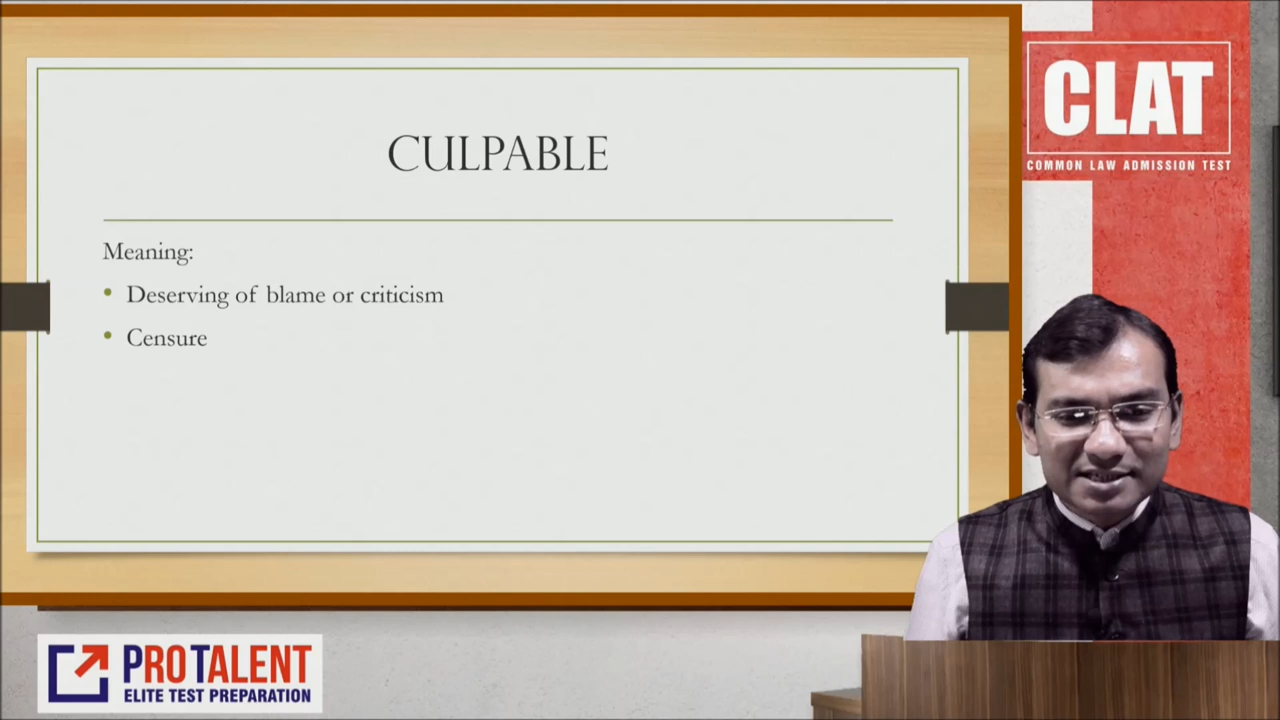 CULPABLE
Meaning:
• Deserving of blame or criticism
• Censure
CLAT
COMMON LAW ADMISSION TEST
PROTALENT
ELITE TEST PREPARATION